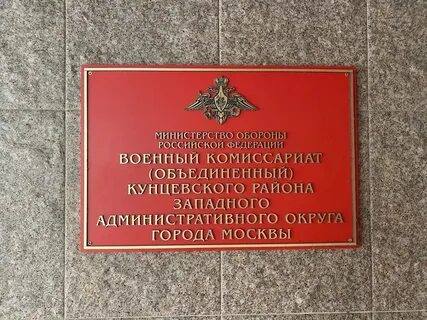 МИНИСТЕРСТВО ОБОРОНЫ
РОССИЙСКОЙ ФЕДЕРАЦИИ
ВОЕННЫЙ КОМИССАРИАТ
(ОБЪЕДИНЕННЫЙ)
КУНЦЕВСКОГО РАЙОНА
ЗАПАДНОГО
АДМИНИСТРАТИВНОГО ОКРУГА
ГОРОДА МОСКВЫ